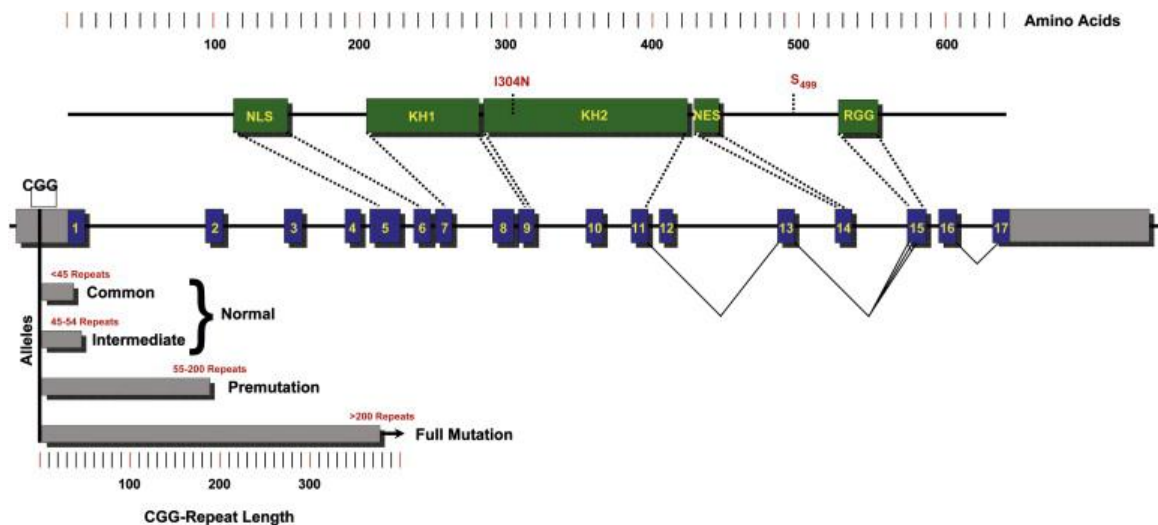 Amino Acids
100 200 300 400 500 600
I304N S499
NLS KH1 KH2 NES RGG
CGG
1 2 3 4 5 6 7 8 9 10 11 12 13 14 15 16 17
<45 Repeats
Common
Normal
45-54 Repeats
Intermediate
Alleles
55-200 Repeats
Premutation
>200 Repeats
Full Mutation
100 200 300
CGG-Repeat Length